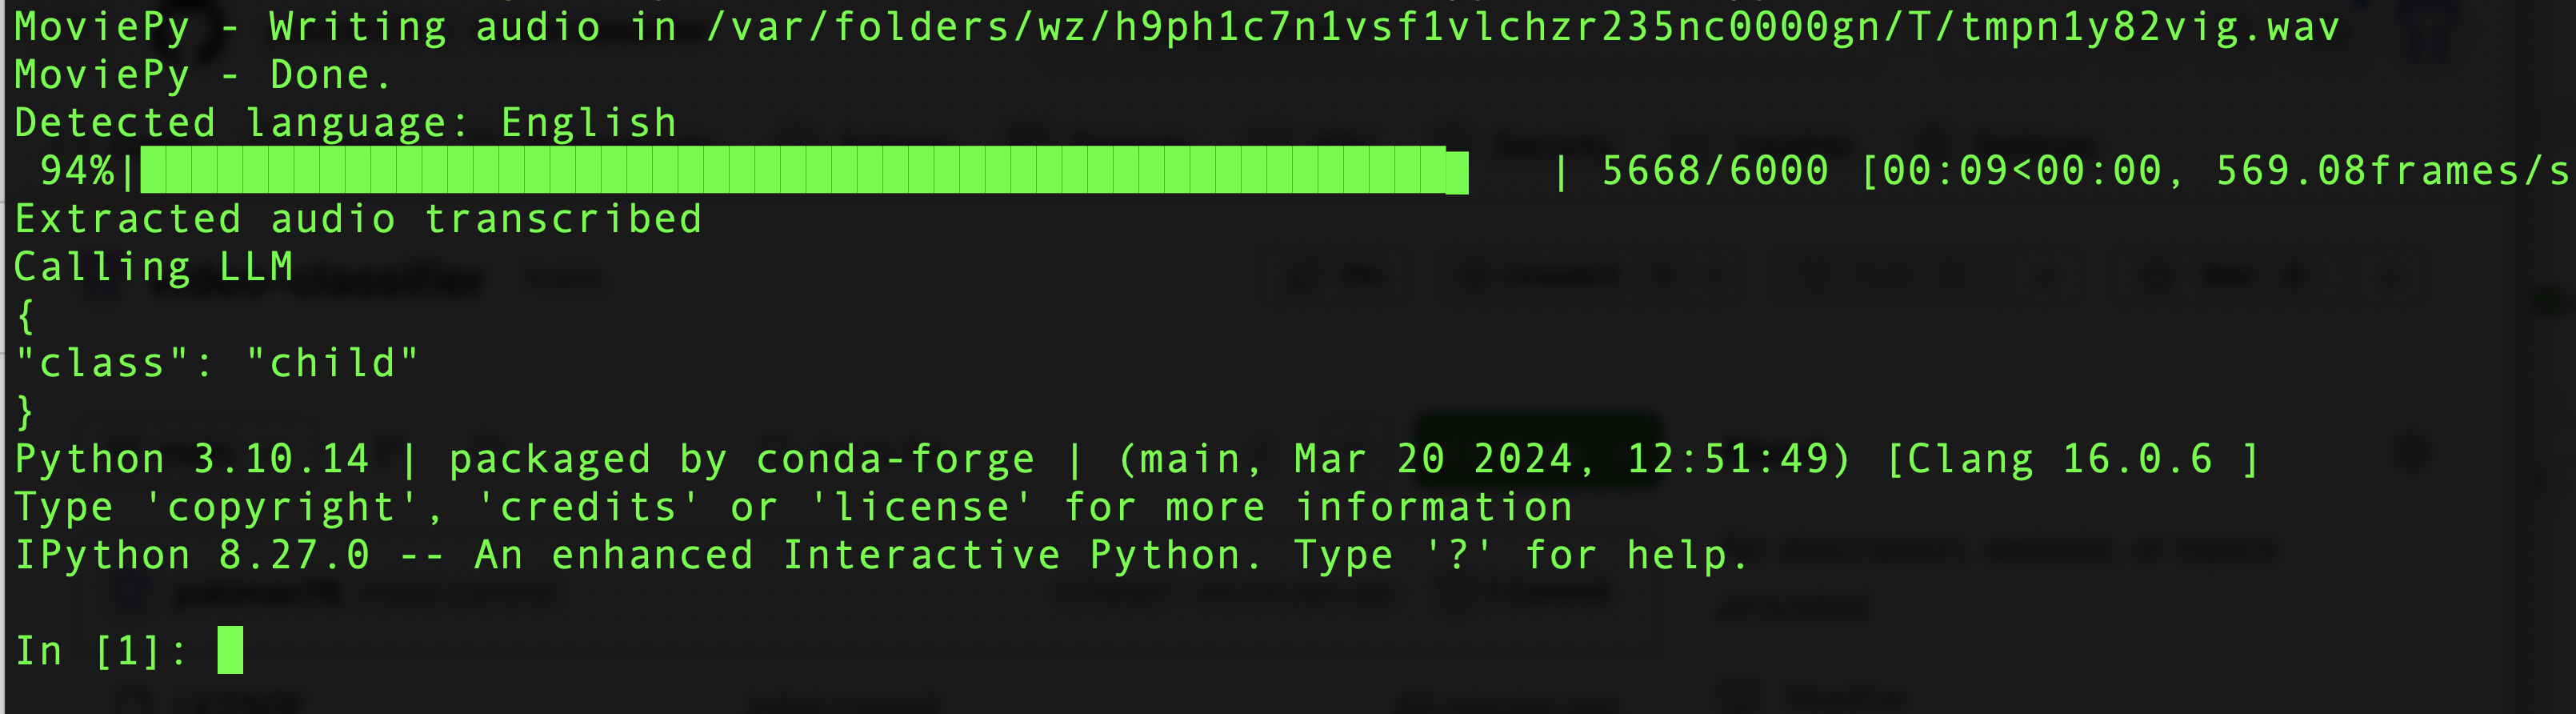 MoviePy - Writing audio in /var/folders/wz/h9ph1c7n1vsf1vlchzr235nc0000gn/T/tmpn1y82vig.wav
MoviePy - Done.
Detected language: English
94%|██████████████████████████████████████████████████▄   | 5668/6000 [00:09<00:00, 569.08frames/s
Extracted audio transcribed
Calling LLM
{
"class": "child"
}
Python 3.10.14 | packaged by conda-forge | (main, Mar 20 2024, 12:51:49) [Clang 16.0.6 ]
Type 'copyright', 'credits' or 'license' for more information
IPython 8.27.0 -- An enhanced Interactive Python. Type '?' for help.
In [1]: